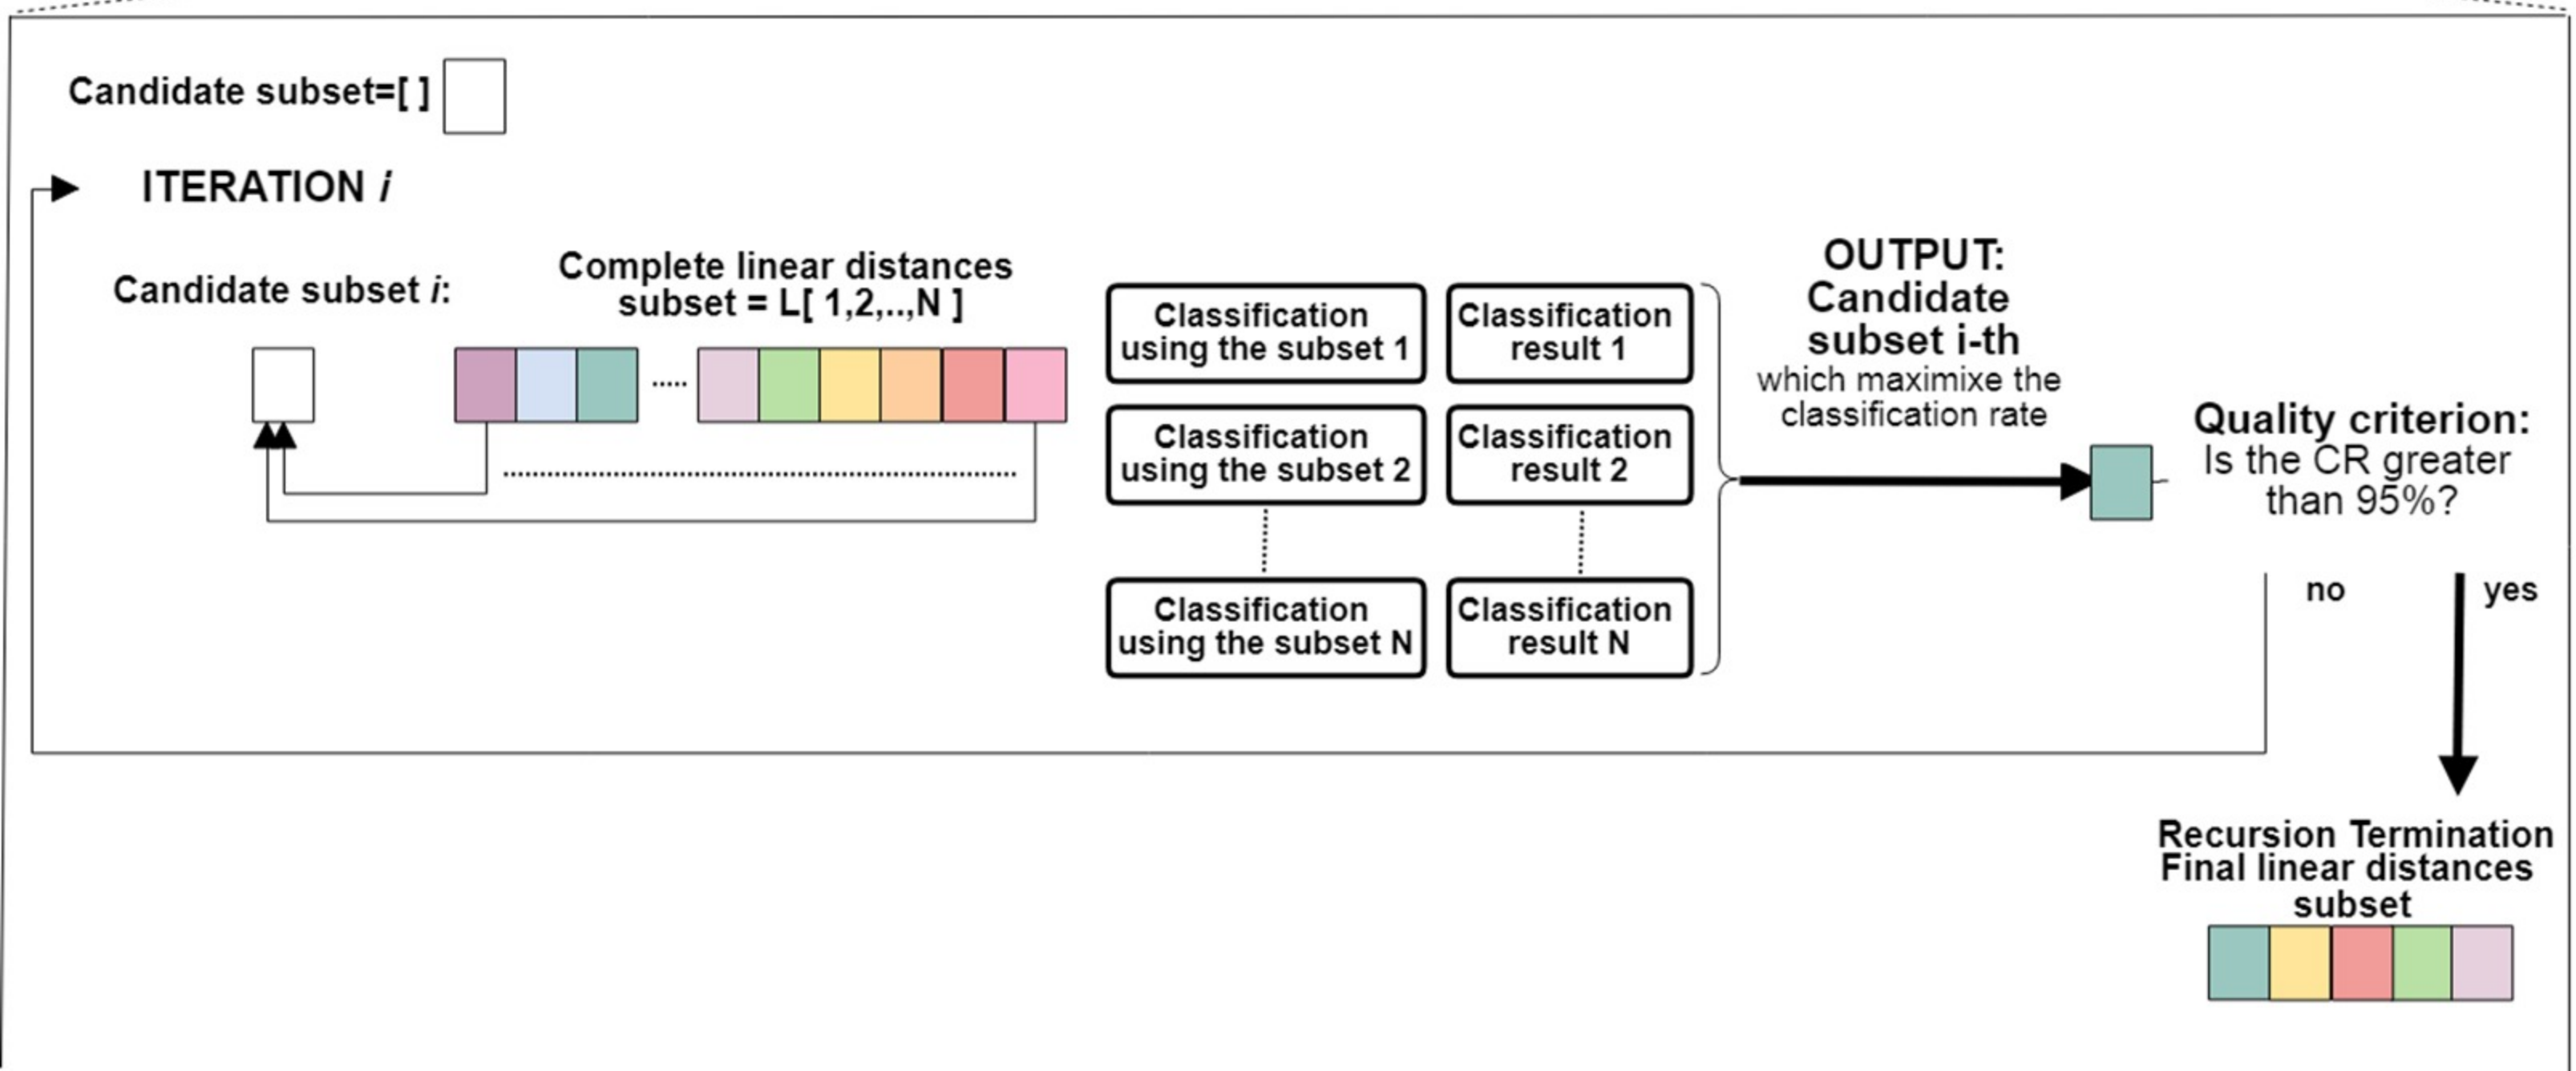 Candidate subset=[ ]
ITERATION i
Candidate subset i:
Complete linear distances
subset = L[ 1,2,..,N ]
Classification
using the subset 1
Classification
result 1
Classification
using the subset 2
Classification
result 2
Classification
using the subset N
Classification
result N
OUTPUT:
Candidate
subset i-th
which maximixe the
classification rate
Quality criterion:
Is the CR greater
than 95%?
no
yes
Recursion Termination
Final linear distances
subset